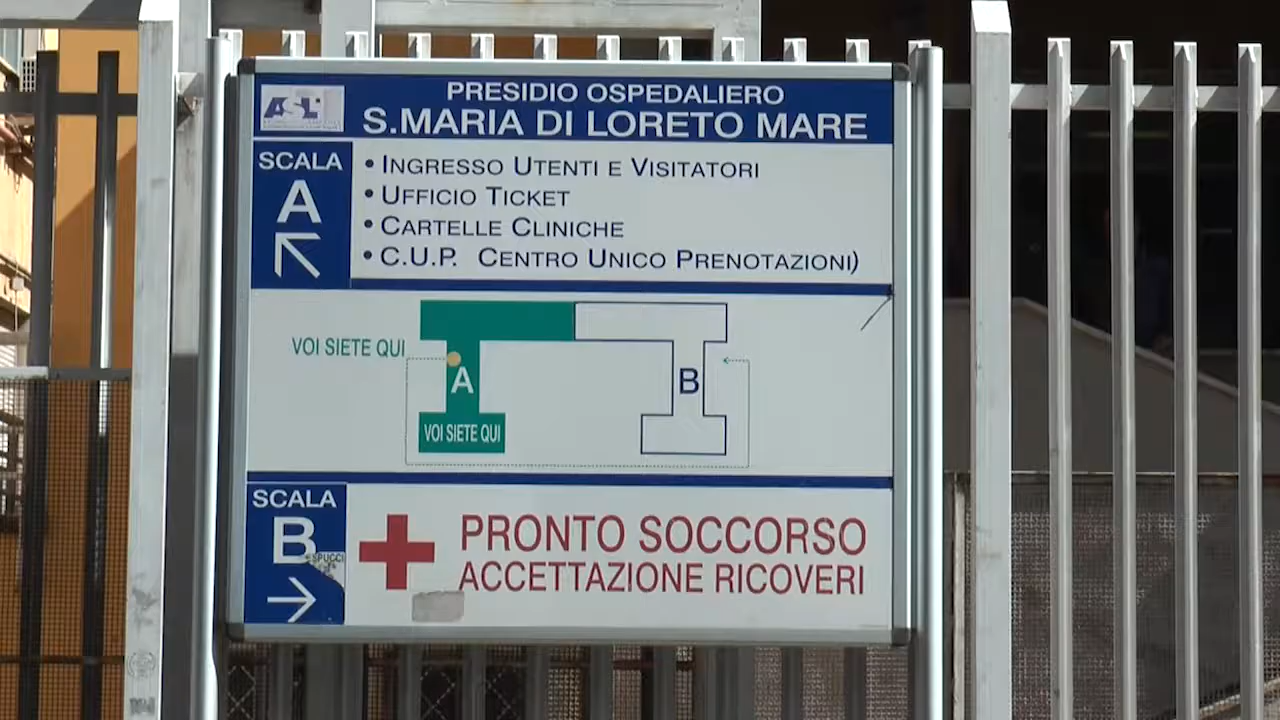 PRESIDIO OSPEDALIERO
ASL
S.MARIA DI LORETO MARE
SCALA
A
• INGRESSO UTENTI E VISITATORI
• UFFICIO TICKET
• CARTELLE CLINICHE
• C.U.P. CENTRO UNICO PRENOTAZIONI)
VOI SIETE QUI
A
B
VOI SIETE QUI
SCALA
B
PRONTO SOCCORSO
ACCETTAZIONE RICOVERI